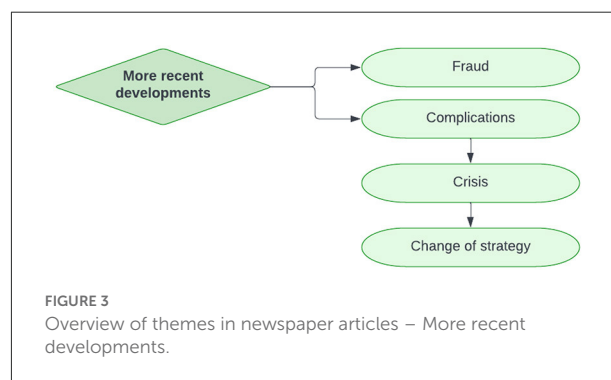 More recent
developments
Fraud
Complications
Crisis
Change of strategy
FIGURE 3
Overview of themes in newspaper articles – More recent
developments.